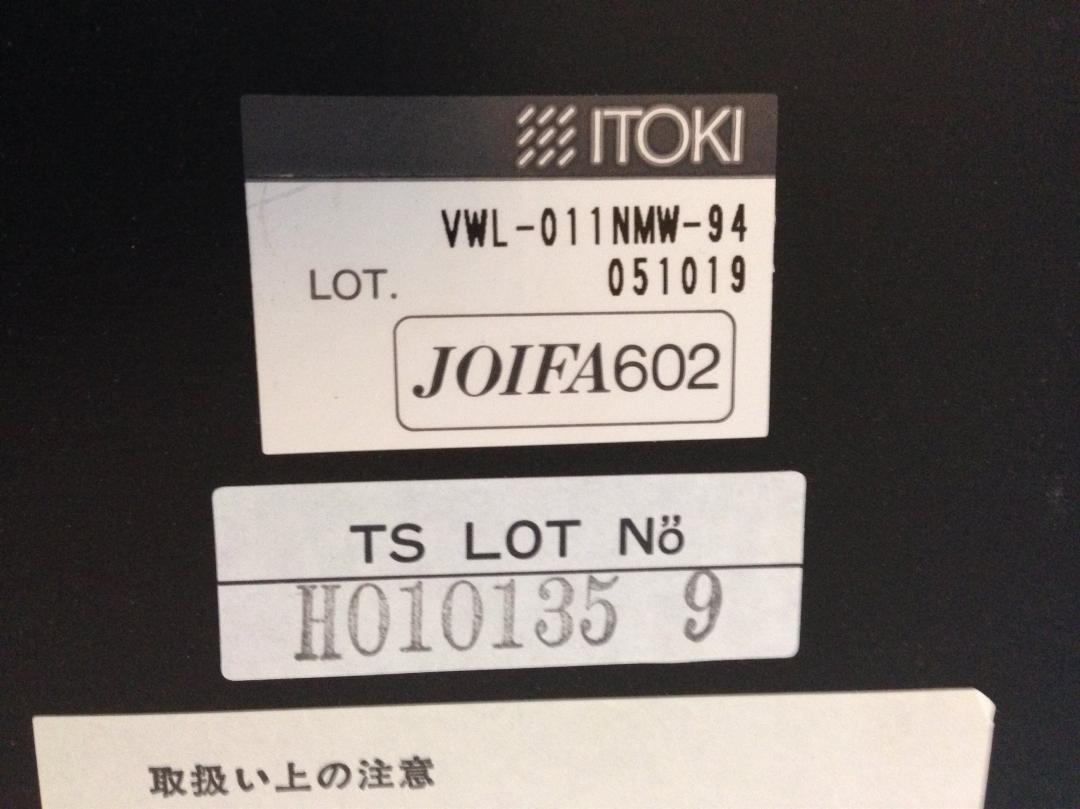 ITOKI
VWL-011NMW-94
LOT. 051019
JOIFA602
TS LOT Nö
H010135 9
取扱い上の注意